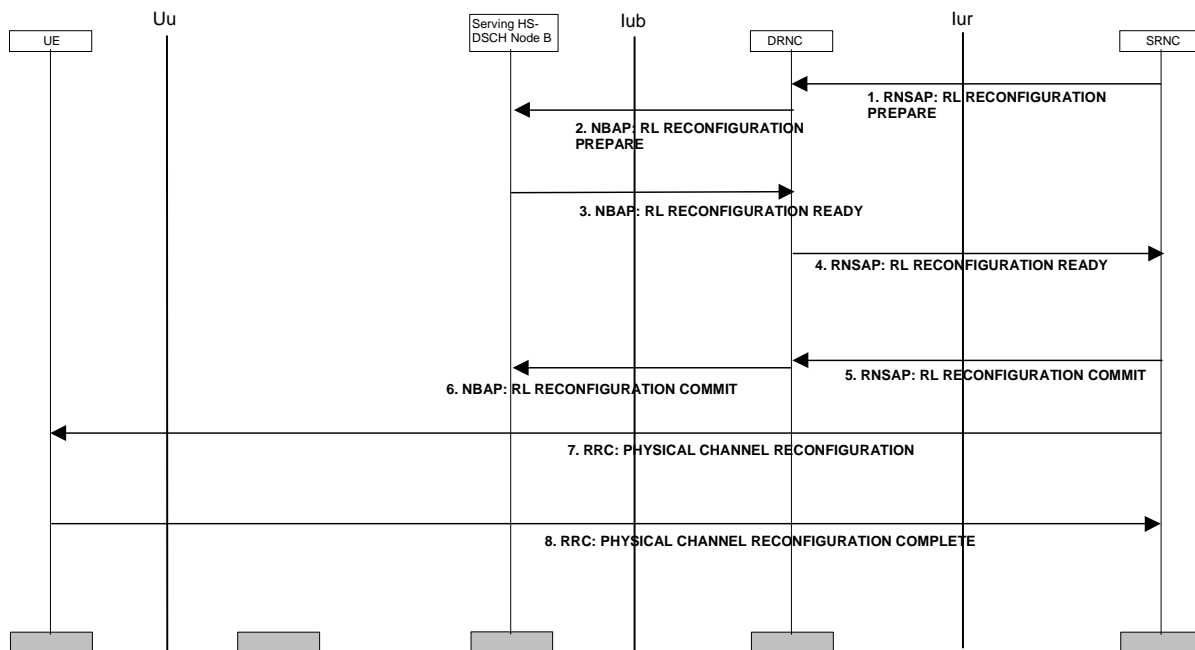 Uu
Iub
Iur
UE
Serving HS-
DSCH Node B
DRNC
SRNC
1. RNSAP: RL RECONFIGURATION
PREPARE
2. NBAP: RL RECONFIGURATION
PREPARE
3. NBAP: RL RECONFIGURATION READY
4. RNSAP: RL RECONFIGURATION READY
5. RNSAP: RL RECONFIGURATION COMMIT
6. NBAP: RL RECONFIGURATION COMMIT
7. RRC: PHYSICAL CHANNEL RECONFIGURATION
8. RRC: PHYSICAL CHANNEL RECONFIGURATION COMPLETE